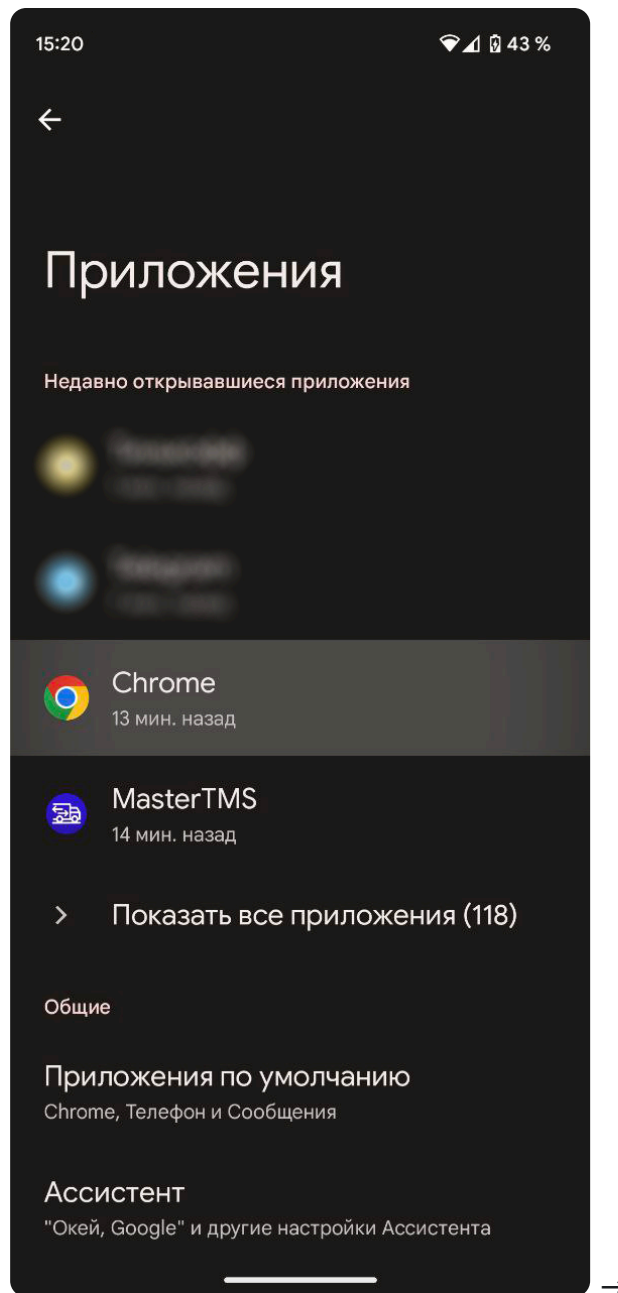 15:20
43 %
Приложения
Недавно открывавшиеся приложения
Chrome
13 мин. назад
MasterTMS
14 мин. назад
Показать все приложения (118)
Общие
Приложения по умолчанию
Chrome, Телефон и Сообщения
Ассистент
"Окей, Google" и другие настройки Ассистента